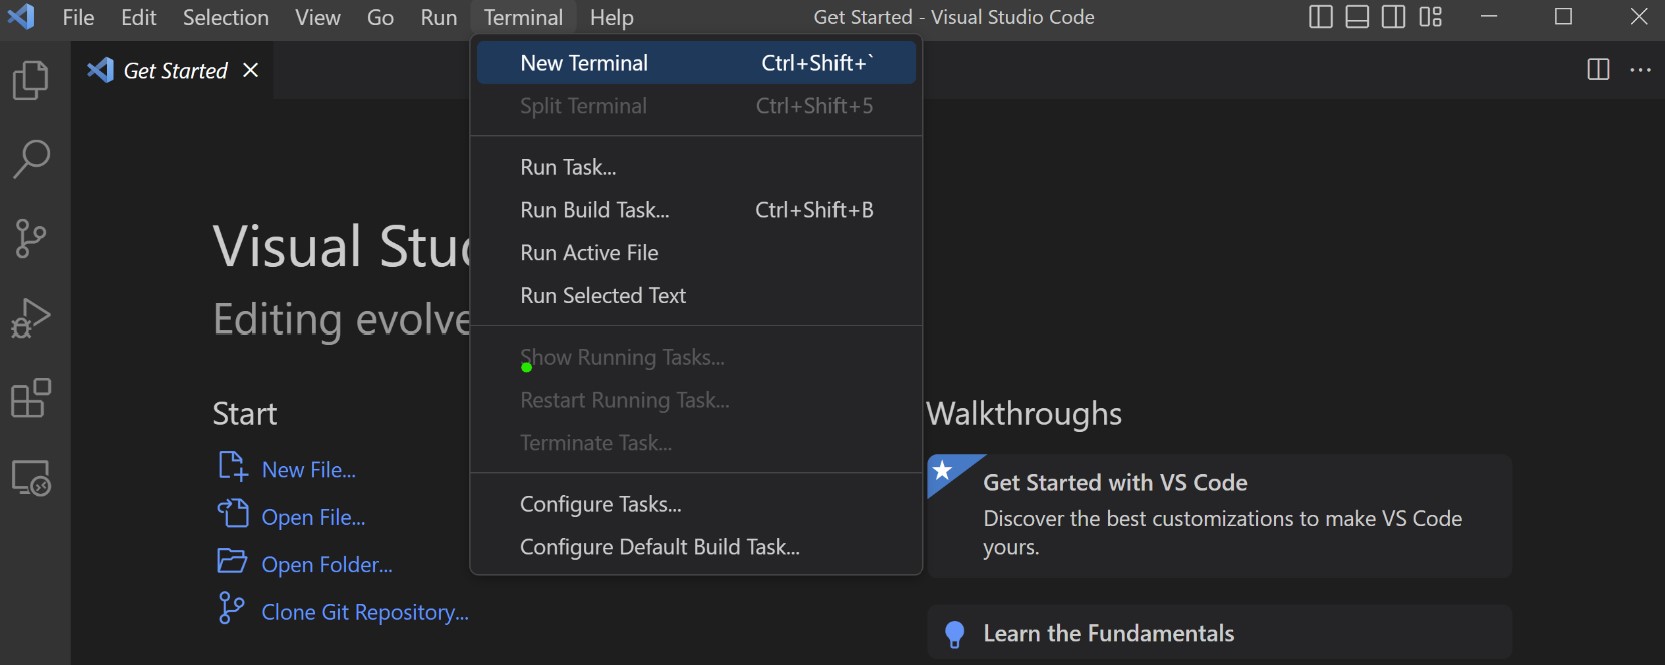 File Edit Selection View Go Run Terminal Help Get Started - Visual Studio Code
Get Started
New Terminal Ctrl+Shift+`
Split Terminal Ctrl+Shift+5
Run Task...
Run Build Task... Ctrl+Shift+B
Run Active File
Run Selected Text
Show Running Tasks...
Restart Running Task...
Terminate Task...
Configure Tasks...
Configure Default Build Task...
Visual Stu
Editing evolve
Start
New File...
Open File...
Open Folder...
Clone Git Repository...
Walkthroughs
Get Started with VS Code
Discover the best customizations to make VS Code
yours.
Learn the Fundamentals